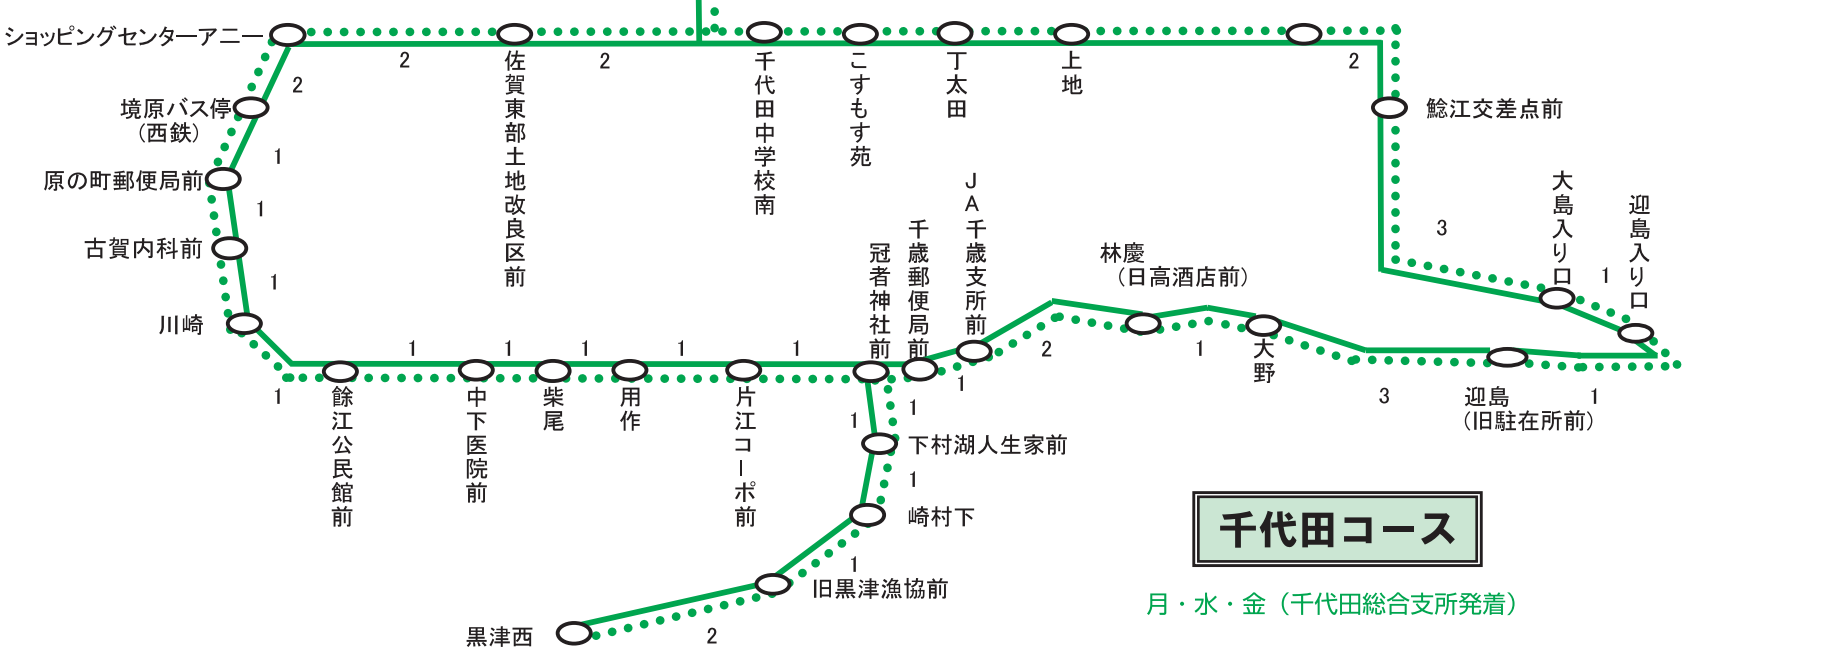 ショッピングセンターアニー
2
2
2
2
佐賀東部土地改良区前
千代田中学校南
こすもす苑
丁太田
上地
境原バス停
（西鉄）
鯰江交差点前
1
原の町郵便局前
1
古賀内科前
1
川崎
1
3
大島入り口
1
迎島入り口
冠者神社前
千歳郵便局前
JA千歳支所前
林慶
（日高酒店前）
1
1
1
1
1
1
2
1
大野
3
迎島
（旧駐在所前）
1
餘江公民館前
中下医院前
柴尾
用作
片江コーポ前
1
1
下村湖人生家前
1
崎村下
1
旧黒津漁協前
2
黒津西
千代田コース
月・水・金（千代田総合支所発着）